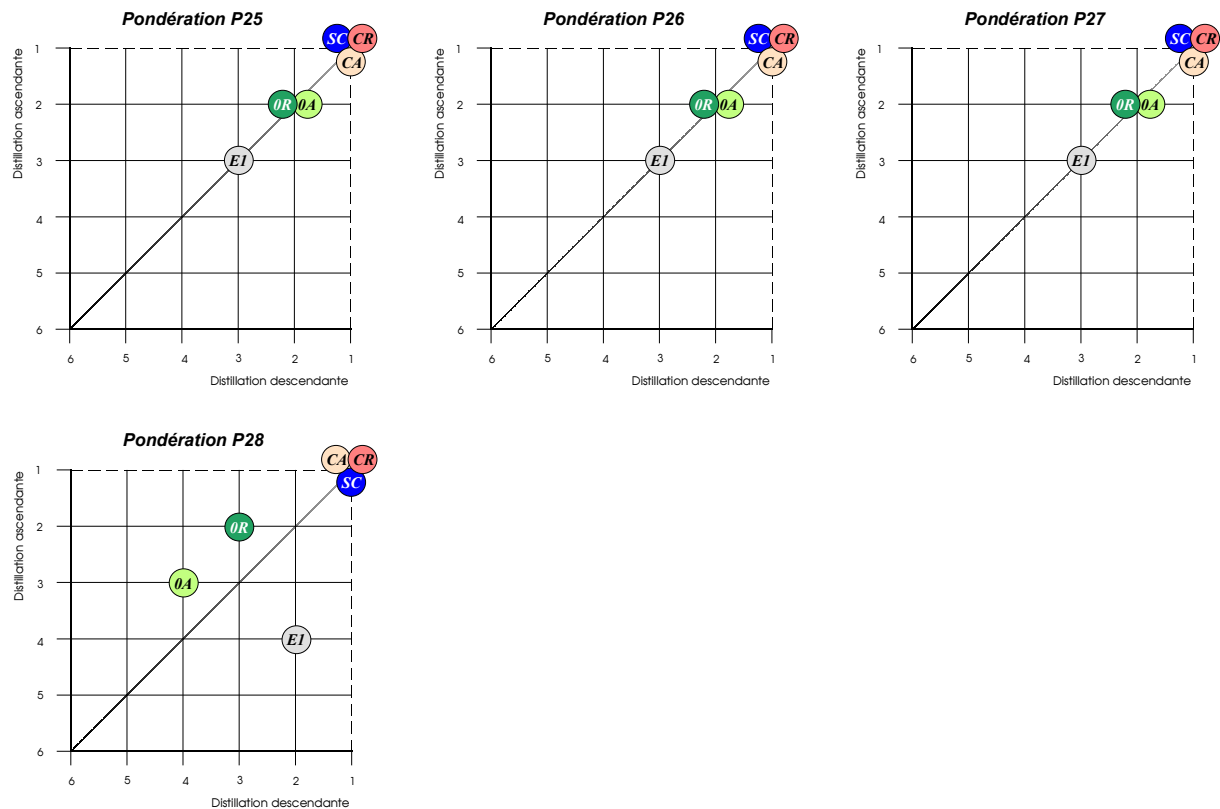 Pondération P25
SC CR
CA
0R 0A
E1
Distillation ascendante
1
2
3
4
5
6
6 5 4 3 2 1
Distillation descendante
Pondération P26
SC CR
CA
0R 0A
E1
Distillation ascendante
1
2
3
4
5
6
6 5 4 3 2 1
Distillation descendante
Pondération P27
SC CR
CA
0R 0A
E1
Distillation ascendante
1
2
3
4
5
6
6 5 4 3 2 1
Distillation descendante
Pondération P28
CA CR
SC
0R
0A
E1
Distillation ascendante
1
2
3
4
5
6
6 5 4 3 2 1
Distillation descendante